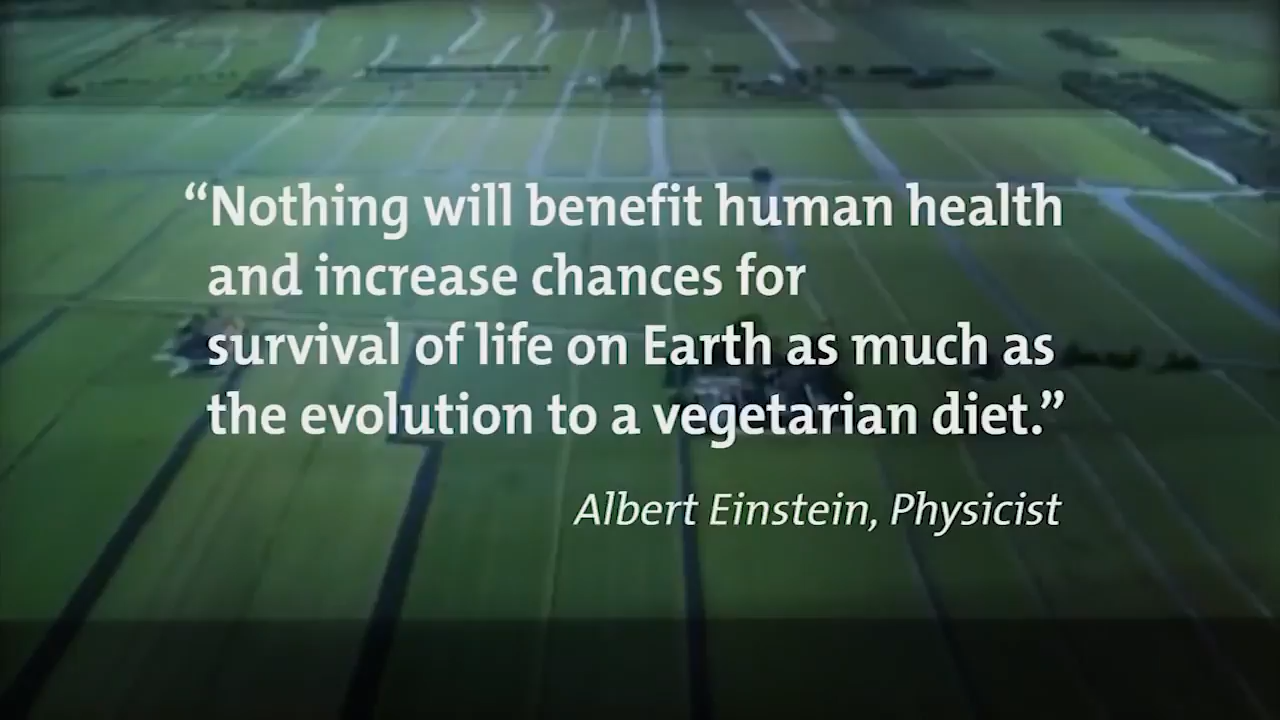 “Nothing will benefit human health
and increase chances for
survival of life on Earth as much as
the evolution to a vegetarian diet.”
Albert Einstein, Physicist